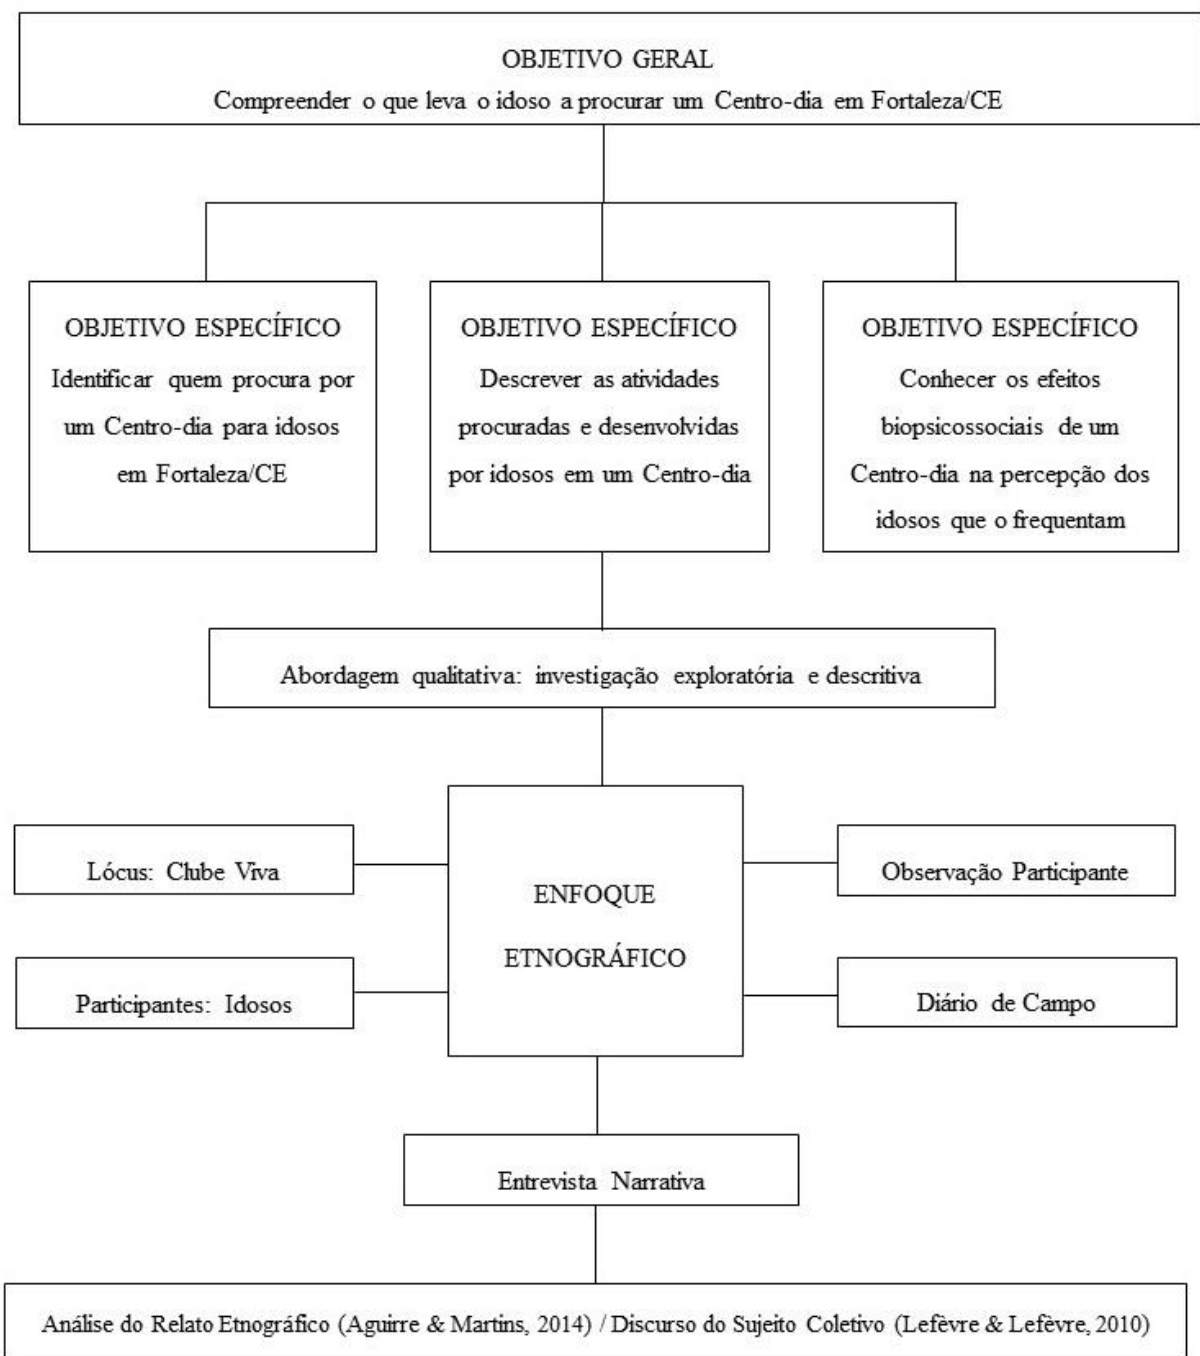 OBJETIVO GERAL
Compreender o que leva o idoso a procurar um Centro-dia em Fortaleza/CE
OBJETIVO ESPECÍFICO
Identificar quem procura por
um Centro-dia para idosos
em Fortaleza/CE
OBJETIVO ESPECÍFICO
Descrever as atividades
procuradas e desenvolvidas
por idosos em um Centro-dia
OBJETIVO ESPECÍFICO
Conhecer os efeitos
biopsicossociais de um
Centro-dia na percepção dos
idosos que o frequentam
Abordagem qualitativa: investigação exploratória e descritiva
Lócus: Clube Viva
Participantes: Idosos
ENFOQUE
ETNOGRÁFICO
Observação Participante
Diário de Campo
Entrevista Narrativa
Análise do Relato Etnográfico (Aguirre & Martins, 2014) / Discurso do Sujeito Coletivo (Lefèvre & Lefèvre, 2010)